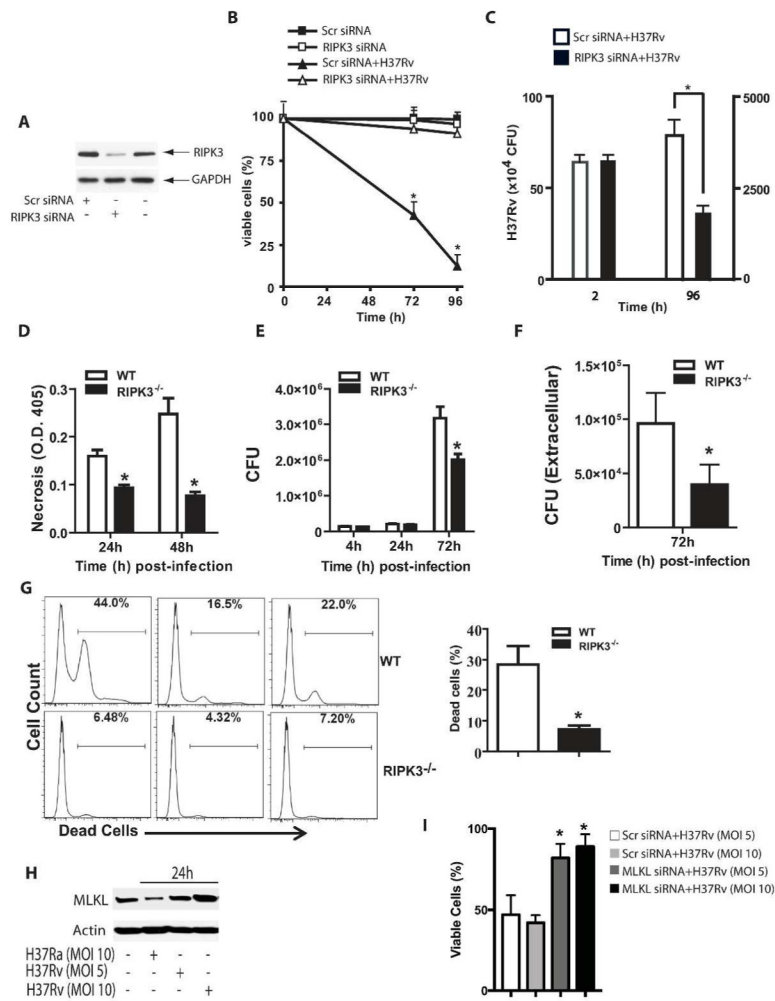 A
RIPK3
GAPDH
Scr siRNA + - -
RIPK3 siRNA - + -
B
Scr siRNA
RIPK3 siRNA
Scr siRNA+H37Rv
RIPK3 siRNA+H37Rv
viable cells (%)
100
75
50
25
0
*
*
0 24 48 72 96
Time (h)
C
Scr siRNA+H37Rv
RIPK3 siRNA+H37Rv
H37Rv (x10⁴ CFU)
100
50
0
*
5000
2500
0
2 96
Time (h)
D
WT
RIPK3-/-
Necrosis (O.D. 405)
0.3
0.2
0.1
0.0
* *
24h 48h
Time (h) post-infection
E
WT
RIPK3-/-
CFU
4.0×10⁶
3.0×10⁶
2.0×10⁶
1.0×10⁶
0
*
4h 24h 72h
Time (h) post-infection
F
WT
RIPK3-/-
CFU (Extracellular)
1.5×10⁵
1.0×10⁵
5.0×10⁴
0
*
72h
Time (h) post-infection
G
Cell Count
44.0% 16.5% 22.0%
WT
6.48% 4.32% 7.20%
RIPK3-/-
Dead Cells
WT
RIPK3-/-
Dead cells (%)
40
30
20
10
0
*
H
24h
MLKL
Actin
H37Ra (MOI 10) - + - -
H37Rv (MOI 5) - - + -
H37Rv (MOI 10) - - - +
I
Viable Cells (%)
100
50
0
* *
Scr siRNA+H37Rv (MOI 5)
Scr siRNA+H37Rv (MOI 10)
MLKL siRNA+H37Rv (MOI 5)
MLKL siRNA+H37Rv (MOI 10)